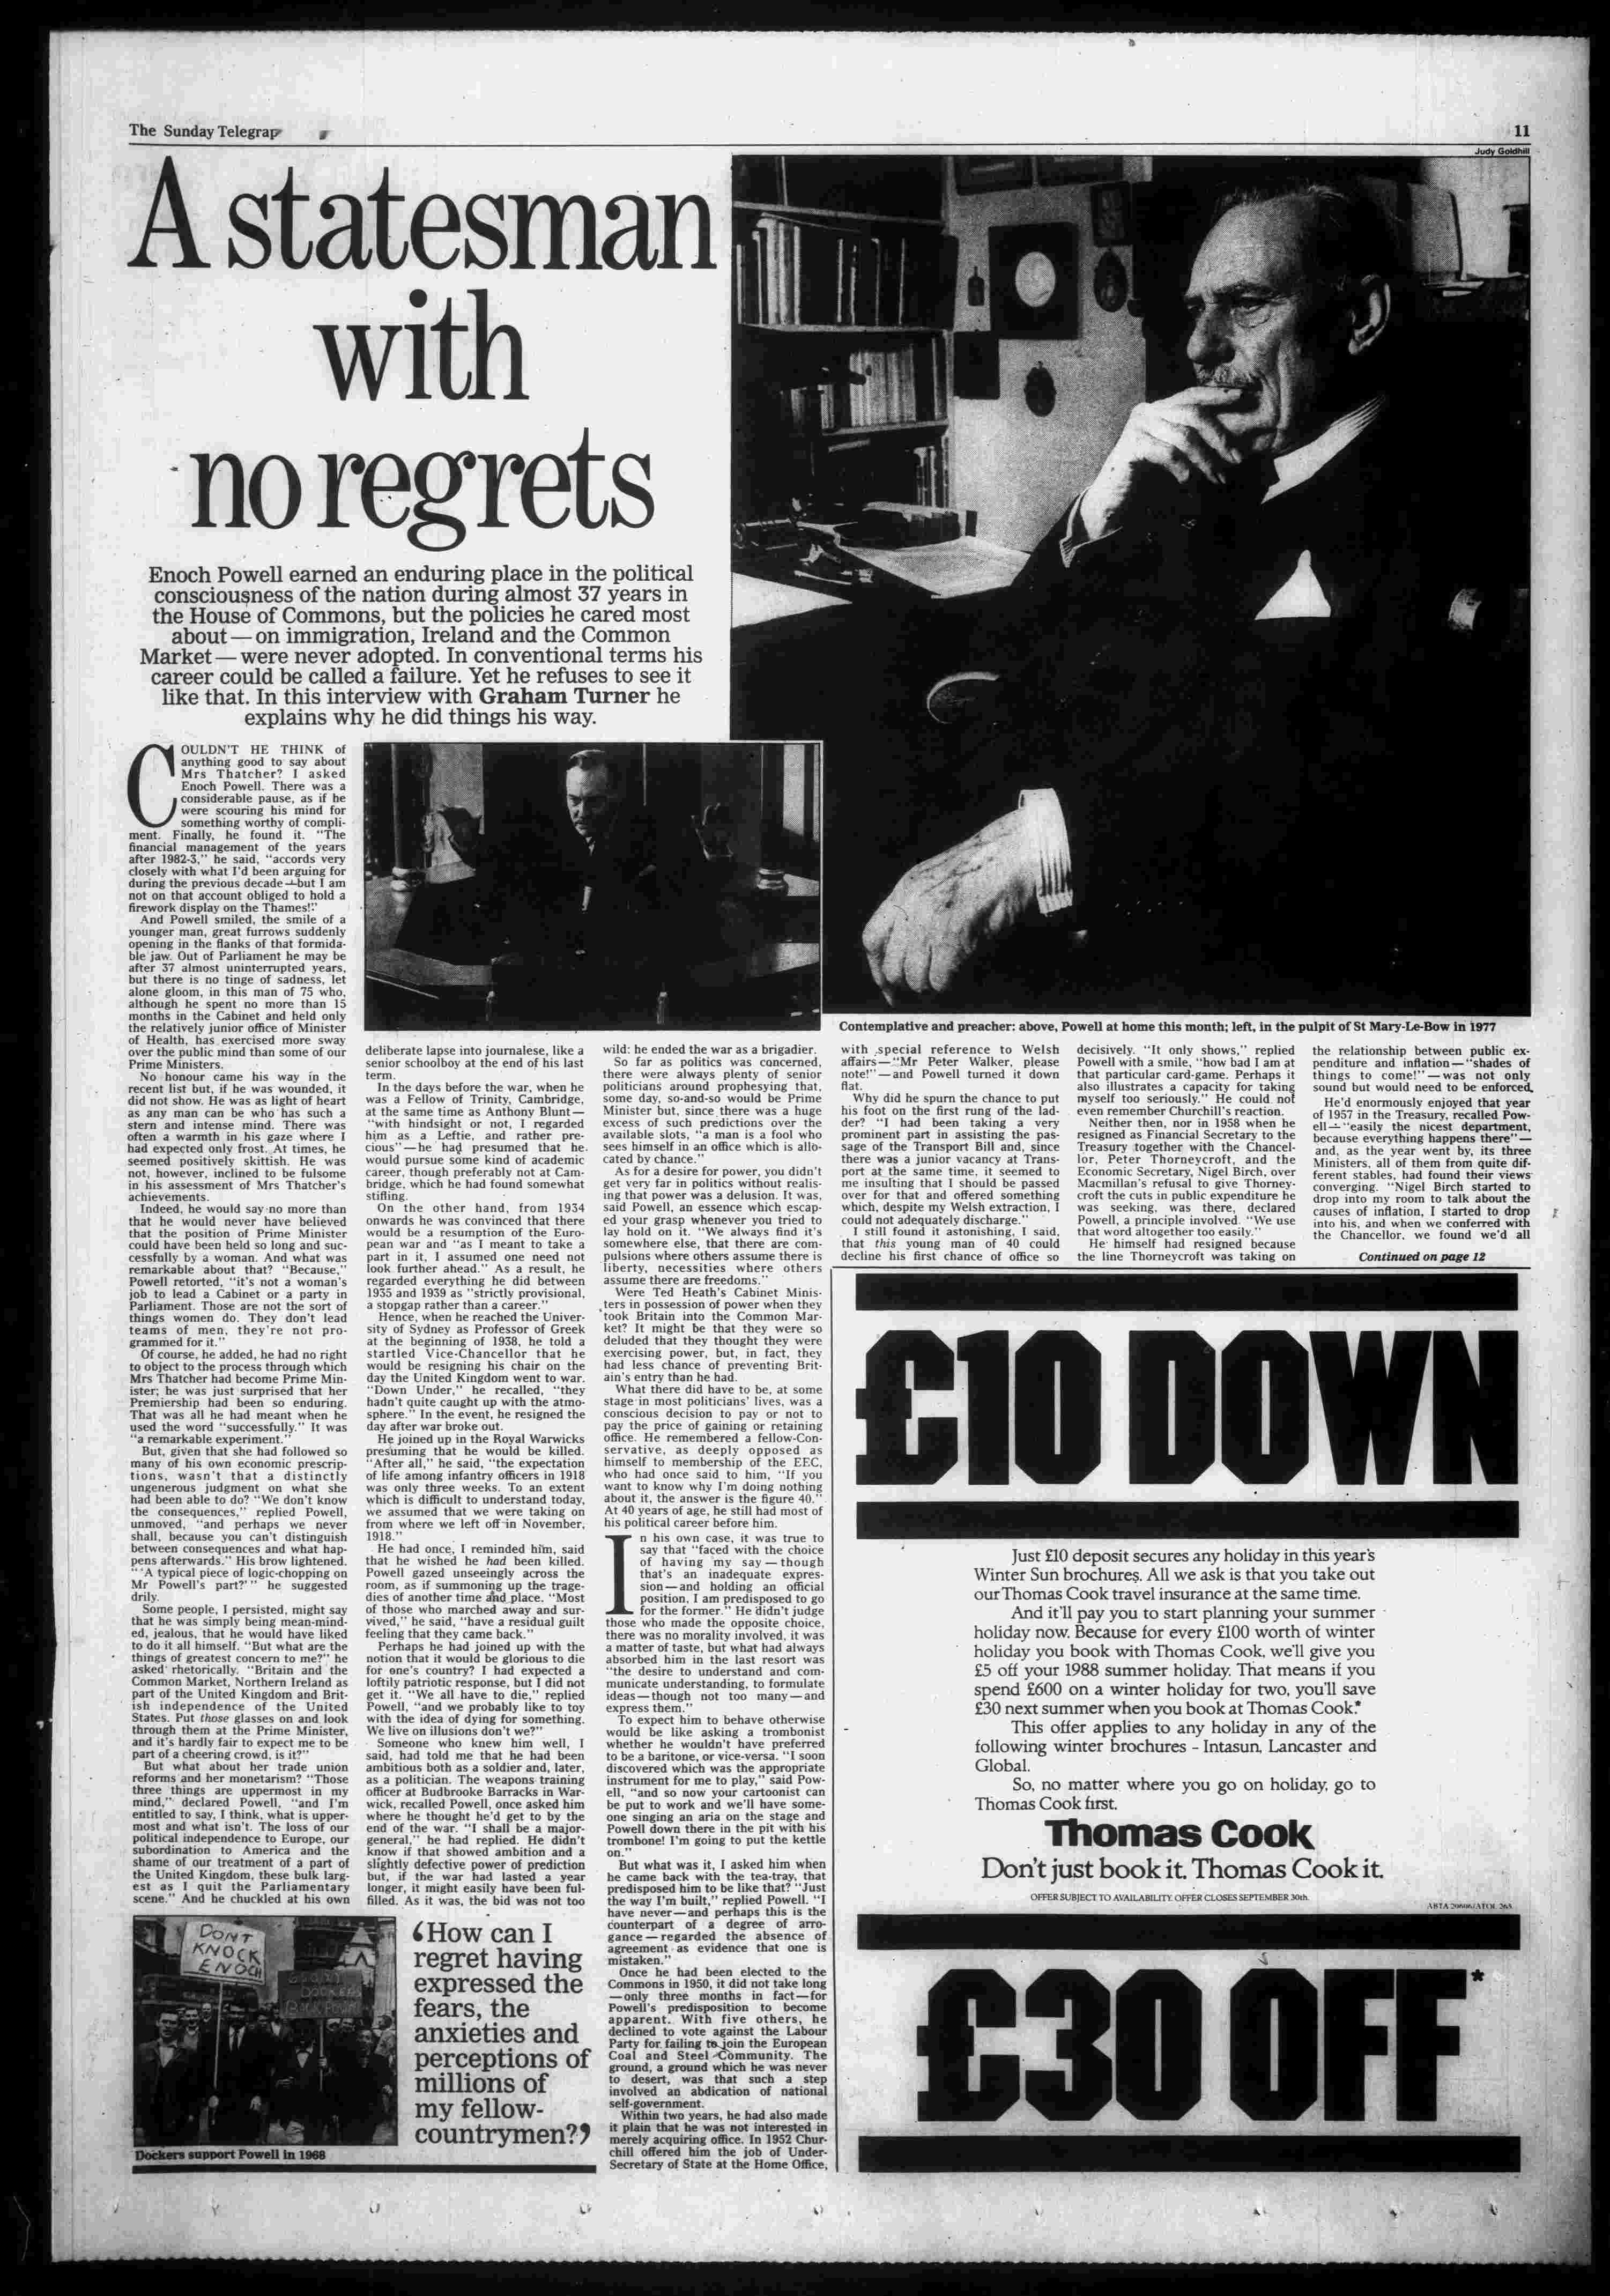 The Sunday Telegrap
11
Judy Goldhill
A statesman
with
no regrets
Enoch Powell earned an enduring place in the political
consciousness of the nation during almost 37 years in
the House of Commons, but the policies he cared most
about — on immigration, Ireland and the Common
Market — were never adopted. In conventional terms his
career could be called a failure. Yet he refuses to see it
like that. In this interview with Graham Turner he
explains why he did things his way.
COULDN'T HE THINK of
anything good to say about
Mrs Thatcher? I asked
Enoch Powell. There was a
considerable pause, as if he
were scouring his mind for
something worthy of compli-
ment. Finally, he found it. "The
financial management of the years
after 1982-3," he said, "accords very
closely with what I'd been arguing for
during the previous decade—but I am
not on that account obliged to hold a
firework display on the Thames!"
And Powell smiled, the smile of a
younger man, great furrows suddenly
opening in the flanks of that formida-
ble jaw. Out of Parliament he may be
after 37 almost uninterrupted years,
but there is no tinge of sadness, let
alone gloom, in this man of 75 who,
although he spent no more than 15
months in the Cabinet and held only
the relatively junior office of Minister
of Health, has exercised more sway
over the public mind than some of our
Prime Ministers.
No honour came his way in the
recent list but, if he was wounded, it
did not show. He was as light of heart
as any man can be who has such a
stern and intense mind. There was
often a warmth in his gaze where I
had expected only frost. At times, he
seemed positively skittish. He was
not, however, inclined to be fulsome
in his assessment of Mrs Thatcher's
achievements.
Indeed, he would say no more than
that he would never have believed
that the position of Prime Minister
could have been held so long and suc-
cessfully by a woman. And what was
remarkable about that? "Because,"
Powell retorted, "it's not a woman's
job to lead a Cabinet or a party in
Parliament. Those are not the sort of
things women do. They don't lead
teams of men, they're not pro-
grammed for it."
Of course, he added, he had no right
to object to the process through which
Mrs Thatcher had become Prime Min-
ister; he was just surprised that her
Premiership had been so enduring.
That was all he had meant when he
used the word "successfully." It was
"a remarkable experiment."
But, given that she had followed so
many of his own economic prescrip-
tions, wasn't that a distinctly
ungenerous judgment on what she
had been able to do? "We don't know
the consequences," replied Powell,
unmoved, "and perhaps we never
shall, because you can't distinguish
between consequences and what hap-
pens afterwards." His brow lightened.
"'A typical piece of logic-chopping on
Mr Powell's part?'" he suggested
drily.
Some people, I persisted, might say
that he was simply being mean-mind-
ed, jealous, that he would have liked
to do it all himself. "But what are the
things of greatest concern to me?" he
asked rhetorically. "Britain and the
Common Market, Northern Ireland as
part of the United Kingdom and Brit-
ish independence of the United
States. Put those glasses on and look
through them at the Prime Minister,
and it's hardly fair to expect me to be
part of a cheering crowd, is it?"
But what about her trade union
reforms and her monetarism? "Those
three things are uppermost in my
mind," declared Powell, "and I'm
entitled to say, I think, what is upper-
most and what isn't. The loss of our
political independence to Europe, our
subordination to America and the
shame of our treatment of a part of
the United Kingdom, these bulk larg-
est as I quit the Parliamentary
scene." And he chuckled at his own
deliberate lapse into journalese, like a
senior schoolboy at the end of his last
term.
In the days before the war, when he
was a Fellow of Trinity, Cambridge,
at the same time as Anthony Blunt—
"with hindsight or not, I regarded
him as a Leftie, and rather pre-
cious"—he had presumed that he
would pursue some kind of academic
career, though preferably not at Cam-
bridge, which he had found somewhat
stifling.
On the other hand, from 1934
onwards he was convinced that there
would be a resumption of the Euro-
pean war and "as I meant to take a
part in it, I assumed one need not
look further ahead." As a result, he
regarded everything he did between
1935 and 1939 as "strictly provisional,
a stopgap rather than a career."
Hence, when he reached the Univer-
sity of Sydney as Professor of Greek
at the beginning of 1938, he told a
startled Vice-Chancellor that he
would be resigning his chair on the
day the United Kingdom went to war.
"Down Under," he recalled, "they
hadn't quite caught up with the atmo-
sphere." In the event, he resigned the
day after war broke out.
He joined up in the Royal Warwicks
presuming that he would be killed.
"After all," he said, "the expectation
of life among infantry officers in 1918
was only three weeks. To an extent
which is difficult to understand today,
we assumed that we were taking on
from where we left off in November,
1918."
He had once, I reminded him, said
that he wished he had been killed.
Powell gazed unseeingly across the
room, as if summoning up the trage-
dies of another time and place. "Most
of those who marched away and sur-
vived," he said, "have a residual guilt
feeling that they came back."
Perhaps he had joined up with the
notion that it would be glorious to die
for one's country? I had expected a
loftily patriotic response, but I did not
get it. "We all have to die," replied
Powell, "and we probably like to toy
with the idea of dying for something.
We live on illusions don't we?"
Someone who knew him well, I
said, had told me that he had been
ambitious both as a soldier and, later,
as a politician. The weapons training
officer at Budbrooke Barracks in War-
wick, recalled Powell, once asked him
where he thought he'd get to by the
end of the war. "I shall be a major-
general," he had replied. He didn't
know if that showed ambition and a
slightly defective power of prediction
but, if the war had lasted a year
longer, it might easily have been ful-
filled. As it was, the bid was not too
wild: he ended the war as a brigadier.
So far as politics was concerned,
there were always plenty of senior
politicians around prophesying that,
some day, so-and-so would be Prime
Minister but, since there was a huge
excess of such predictions over the
available slots, "a man is a fool who
sees himself in an office which is allo-
cated by chance."
As for a desire for power, you didn't
get very far in politics without realis-
ing that power was a delusion. It was,
said Powell, an essence which escap-
ed your grasp whenever you tried to
lay hold on it. "We always find it's
somewhere else, that there are com-
pulsions where others assume there is
liberty, necessities where others
assume there are freedoms."
Were Ted Heath's Cabinet Minis-
ters in possession of power when they
took Britain into the Common Mar-
ket? It might be that they were so
deluded that they thought they were
exercising power, but, in fact, they
had less chance of preventing Brit-
ain's entry than he had.
What there did have to be, at some
stage in most politicians' lives, was a
conscious decision to pay or not to
pay the price of gaining or retaining
office. He remembered a fellow-Con-
servative, as deeply opposed as
himself to membership of the EEC,
who had once said to him, "If you
want to know why I'm doing nothing
about it, the answer is the figure 40."
At 40 years of age, he still had most of
his political career before him.
In his own case, it was true to
say that "faced with the choice
of having my say — though
that's an inadequate expres-
sion — and holding an official
position, I am predisposed to go
for the former." He didn't judge
those who made the opposite choice,
there was no morality involved, it was
a matter of taste, but what had always
absorbed him in the last resort was
"the desire to understand and com-
municate understanding, to formulate
ideas — though not too many — and
express them."
To expect him to behave otherwise
would be like asking a trombonist
whether he wouldn't have preferred
to be a baritone, or vice-versa. "I soon
discovered which was the appropriate
instrument for me to play," said Pow-
ell, "and so now your cartoonist can
be put to work and we'll have some-
one singing an aria on the stage and
Powell down there in the pit with his
trombone! I'm going to put the kettle
on."
But what was it, I asked him when
he came back with the tea-tray, that
predisposed him to be like that? "Just
the way I'm built," replied Powell. "I
have never—and perhaps this is the
counterpart of a degree of arro-
gance — regarded the absence of
agreement as evidence that one is
mistaken."
Once he had been elected to the
Commons in 1950, it did not take long
—only three months in fact—for
Powell's predisposition to become
apparent. With five others, he
declined to vote against the Labour
Party for failing to join the European
Coal and Steel Community. The
ground, a ground which he was never
to desert, was that such a step
involved an abdication of national
self-government.
Within two years, he had also made
it plain that he was not interested in
merely acquiring office. In 1952 Chur-
chill offered him the job of Under-
Secretary of State at the Home Office,
Contemplative and preacher: above, Powell at home this month; left, in the pulpit of St Mary-Le-Bow in 1977
with special reference to Welsh
affairs—"Mr Peter Walker, please
note!"—and Powell turned it down
flat.
Why did he spurn the chance to put
his foot on the first rung of the lad-
der? "I had been taking a very
prominent part in assisting the pas-
sage of the Transport Bill and, since
there was a junior vacancy at Trans-
port at the same time, it seemed to
me insulting that I should be passed
over for that and offered something
which, despite my Welsh extraction, I
could not adequately discharge."
I still found it astonishing, I said,
that this young man of 40 could
decline his first chance of office so
decisively. "It only shows," replied
Powell with a smile, "how bad I am at
that particular card-game. Perhaps it
also illustrates a capacity for taking
myself too seriously." He could not
even remember Churchill's reaction.
Neither then, nor in 1958 when he
resigned as Financial Secretary to the
Treasury together with the Chancel-
lor, Peter Thorneycroft, and the
Economic Secretary, Nigel Birch, over
Macmillan's refusal to give Thorney-
croft the cuts in public expenditure he
was seeking, was there, declared
Powell, a principle involved. "We use
that word altogether too easily."
He himself had resigned because
the line Thorneycroft was taking on
the relationship between public ex-
penditure and inflation—"shades of
things to come!" — was not only
sound but would need to be enforced.
He'd enormously enjoyed that year
of 1957 in the Treasury, recalled Pow-
ell—"easily the nicest department,
because everything happens there"—
and, as the year went by, its three
Ministers, all of them from quite dif-
ferent stables, had found their views
converging. "Nigel Birch started to
drop into my room to talk about the
causes of inflation, I started to drop
into his, and when we conferred with
the Chancellor, we found we'd all
Continued on page 12
DON'T
KNOCK
ENOCH
Dockers support Powell in 1968
‘How can I
regret having
expressed the
fears, the
anxieties and
perceptions of
millions of
my fellow-
countrymen?’
£10 DOWN
Just £10 deposit secures any holiday in this year's
Winter Sun brochures. All we ask is that you take out
our Thomas Cook travel insurance at the same time.
And it'll pay you to start planning your summer
holiday now. Because for every £100 worth of winter
holiday you book with Thomas Cook, we'll give you
£5 off your 1988 summer holiday. That means if you
spend £600 on a winter holiday for two, you'll save
£30 next summer when you book at Thomas Cook.*
This offer applies to any holiday in any of the
following winter brochures - Intasun, Lancaster and
Global.
So, no matter where you go on holiday, go to
Thomas Cook first.
Thomas Cook
Don't just book it. Thomas Cook it.
OFFER SUBJECT TO AVAILABILITY. OFFER CLOSES SEPTEMBER 30th.
ABTA 20606/ATOL 265
£30 OFF*